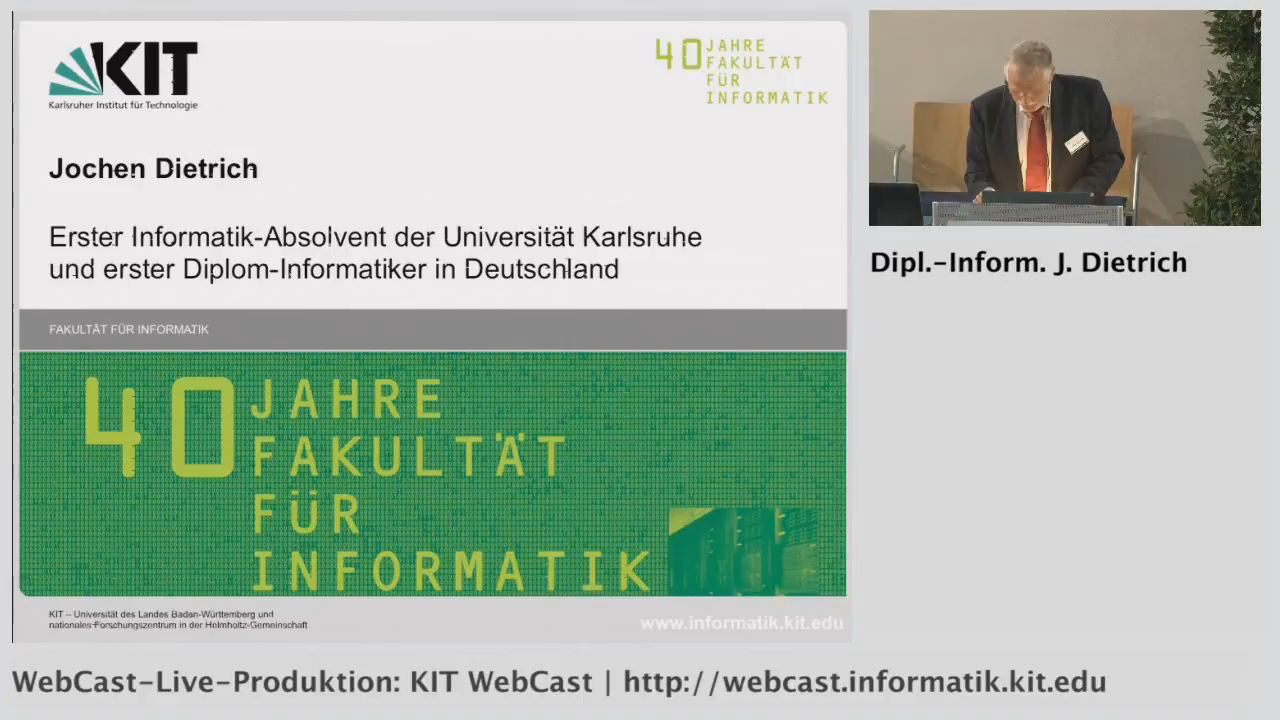 KIT
Karlsruher Institut für Technologie
40 JAHRE
FAKULTÄT
FÜR
INFORMATIK
Jochen Dietrich
Erster Informatik-Absolvent der Universität Karlsruhe
und erster Diplom-Informatiker in Deutschland
FAKULTÄT FÜR INFORMATIK
40 JAHRE
FAKULTÄT
FÜR
INFORMATIK
KIT – Universität des Landes Baden-Württemberg und
nationales Forschungszentrum in der Helmholtz-Gemeinschaft
www.informatik.kit.edu
Dipl.-Inform. J. Dietrich
WebCast-Live-Produktion: KIT WebCast | http://webcast.informatik.kit.edu